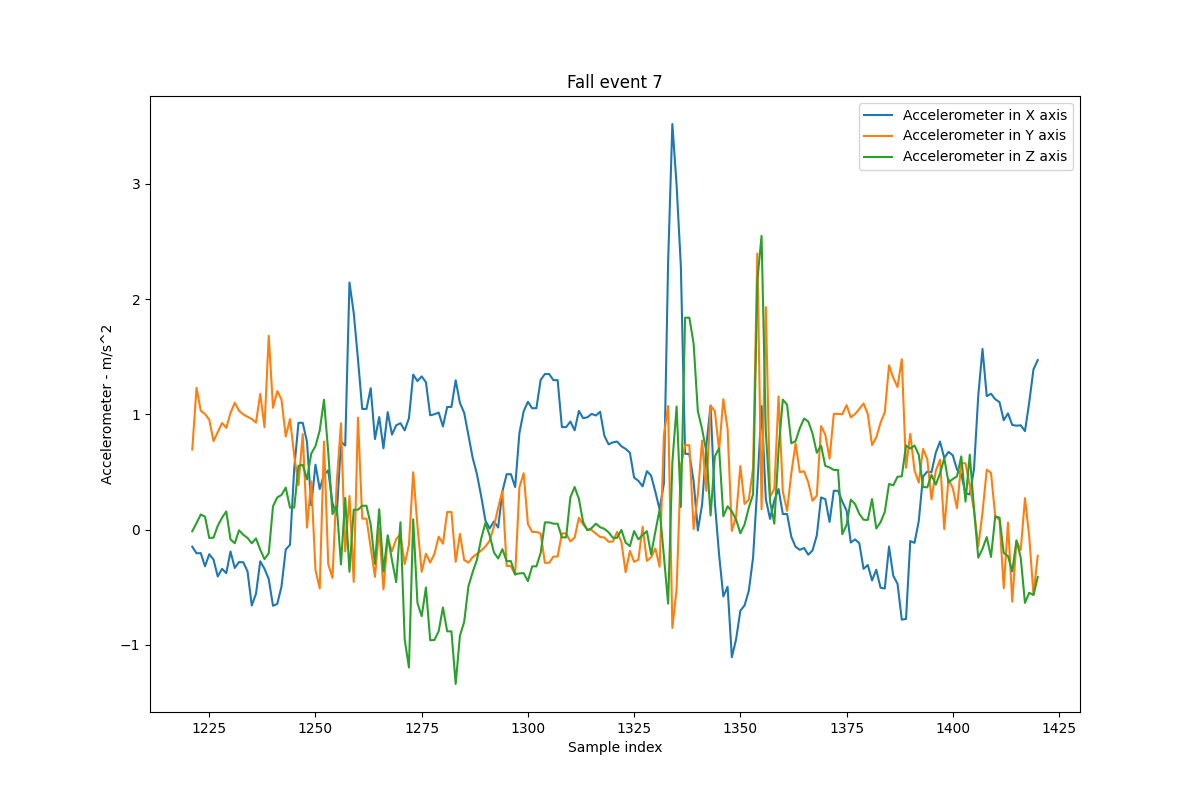 Fall event 7
Accelerometer in X axis
Accelerometer in Y axis
Accelerometer in Z axis
Accelerometer - m/s^2
3
2
1
0
−1
1225 1250 1275 1300 1325 1350 1375 1400 1425
Sample index